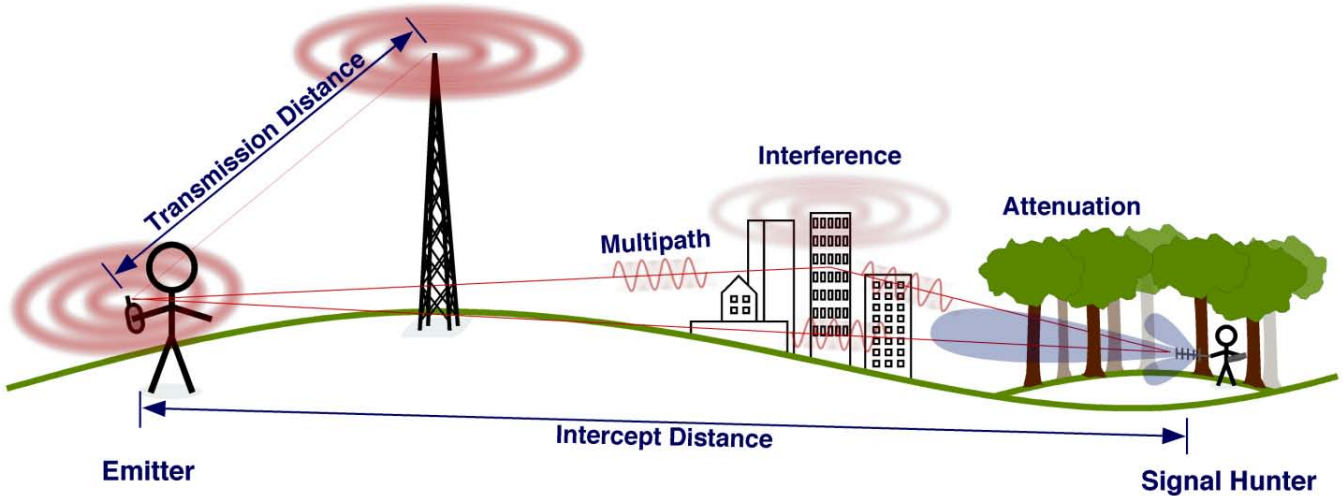 Transmission Distance
Interference
Attenuation
Multipath
Intercept Distance
Emitter
Signal Hunter